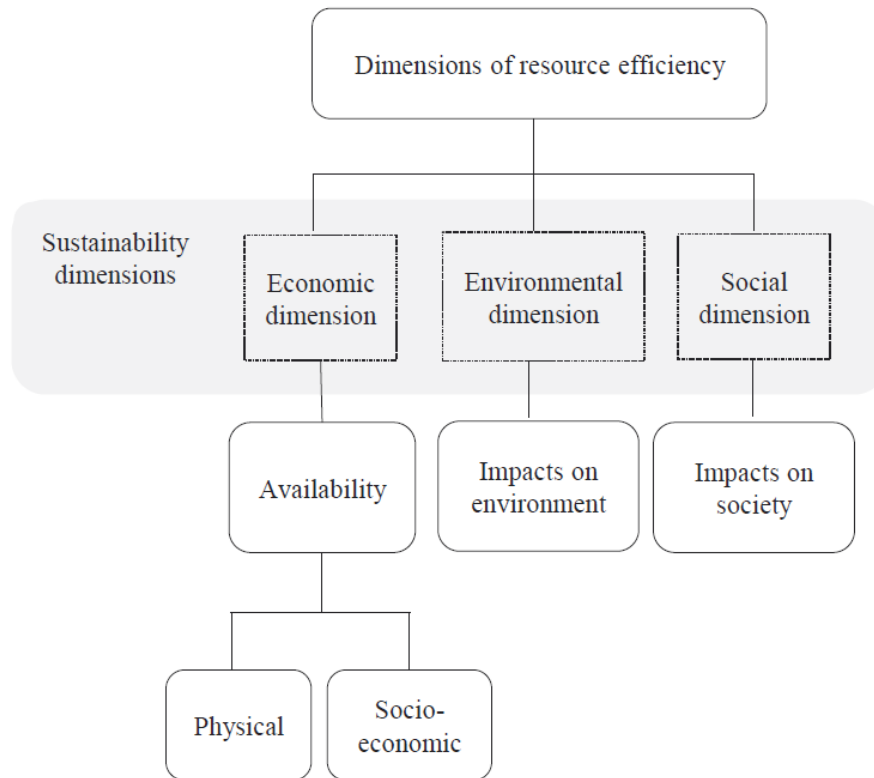 Dimensions of resource efficiency
Sustainability
dimensions
Economic
dimension
Environmental
dimension
Social
dimension
Availability
Impacts on
environment
Impacts on
society
Physical
Socio-
economic